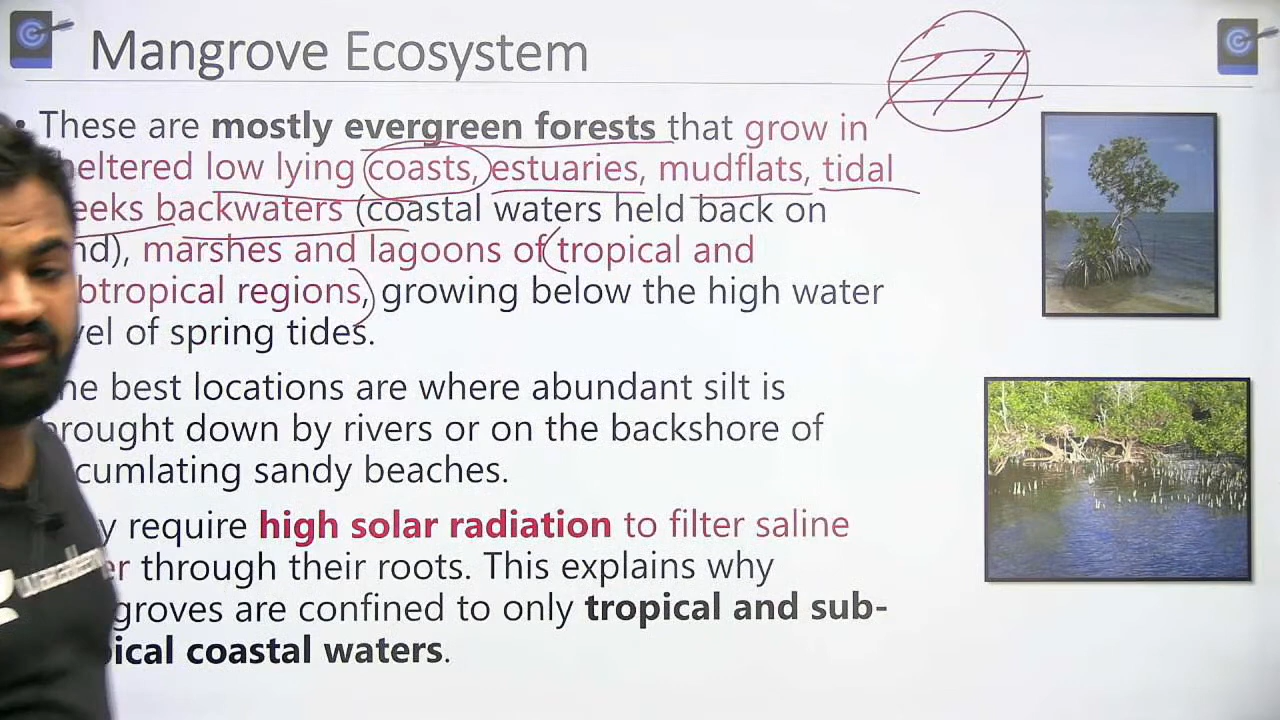 Mangrove Ecosystem
• These are mostly evergreen forests that grow in
heltered low lying coasts, estuaries, mudflats, tidal
eeks backwaters (coastal waters held back on
nd), marshes and lagoons of tropical and
btropical regions, growing below the high water
vel of spring tides.
he best locations are where abundant silt is
rought down by rivers or on the backshore of
cumlating sandy beaches.
y require high solar radiation to filter saline
er through their roots. This explains why
groves are confined to only tropical and sub-
pical coastal waters.